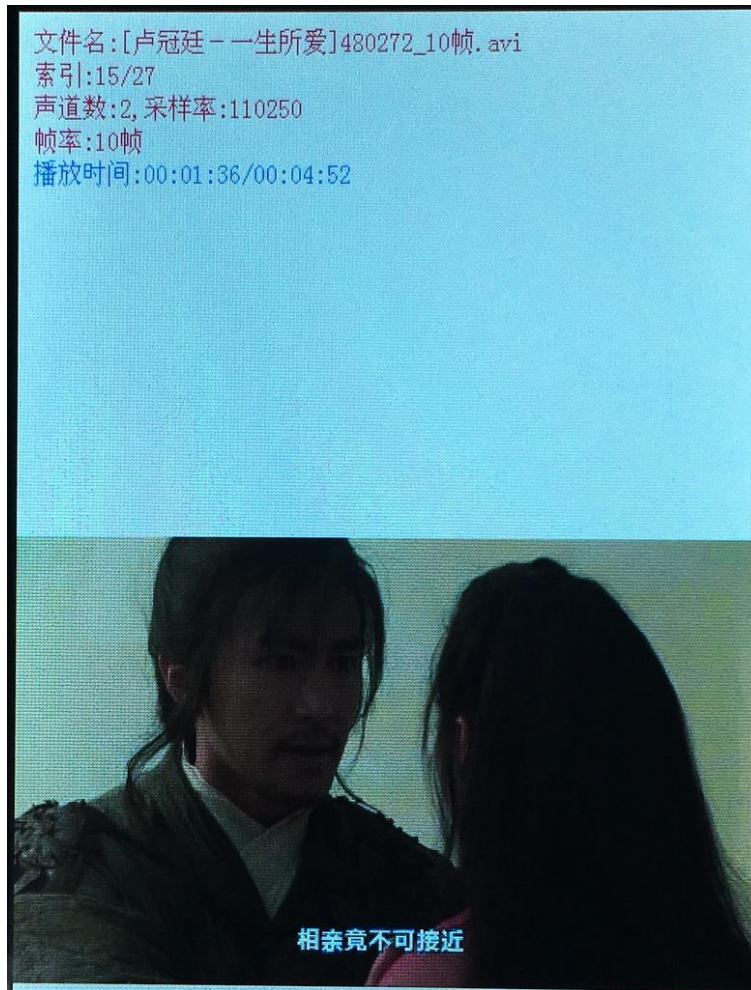 文件名:[卢冠廷－一生所爱]480272_10帧.avi
索引:15/27
声道数:2,采样率:110250
帧率:10帧
播放时间:00:01:36/00:04:52
相亲竟不可接近